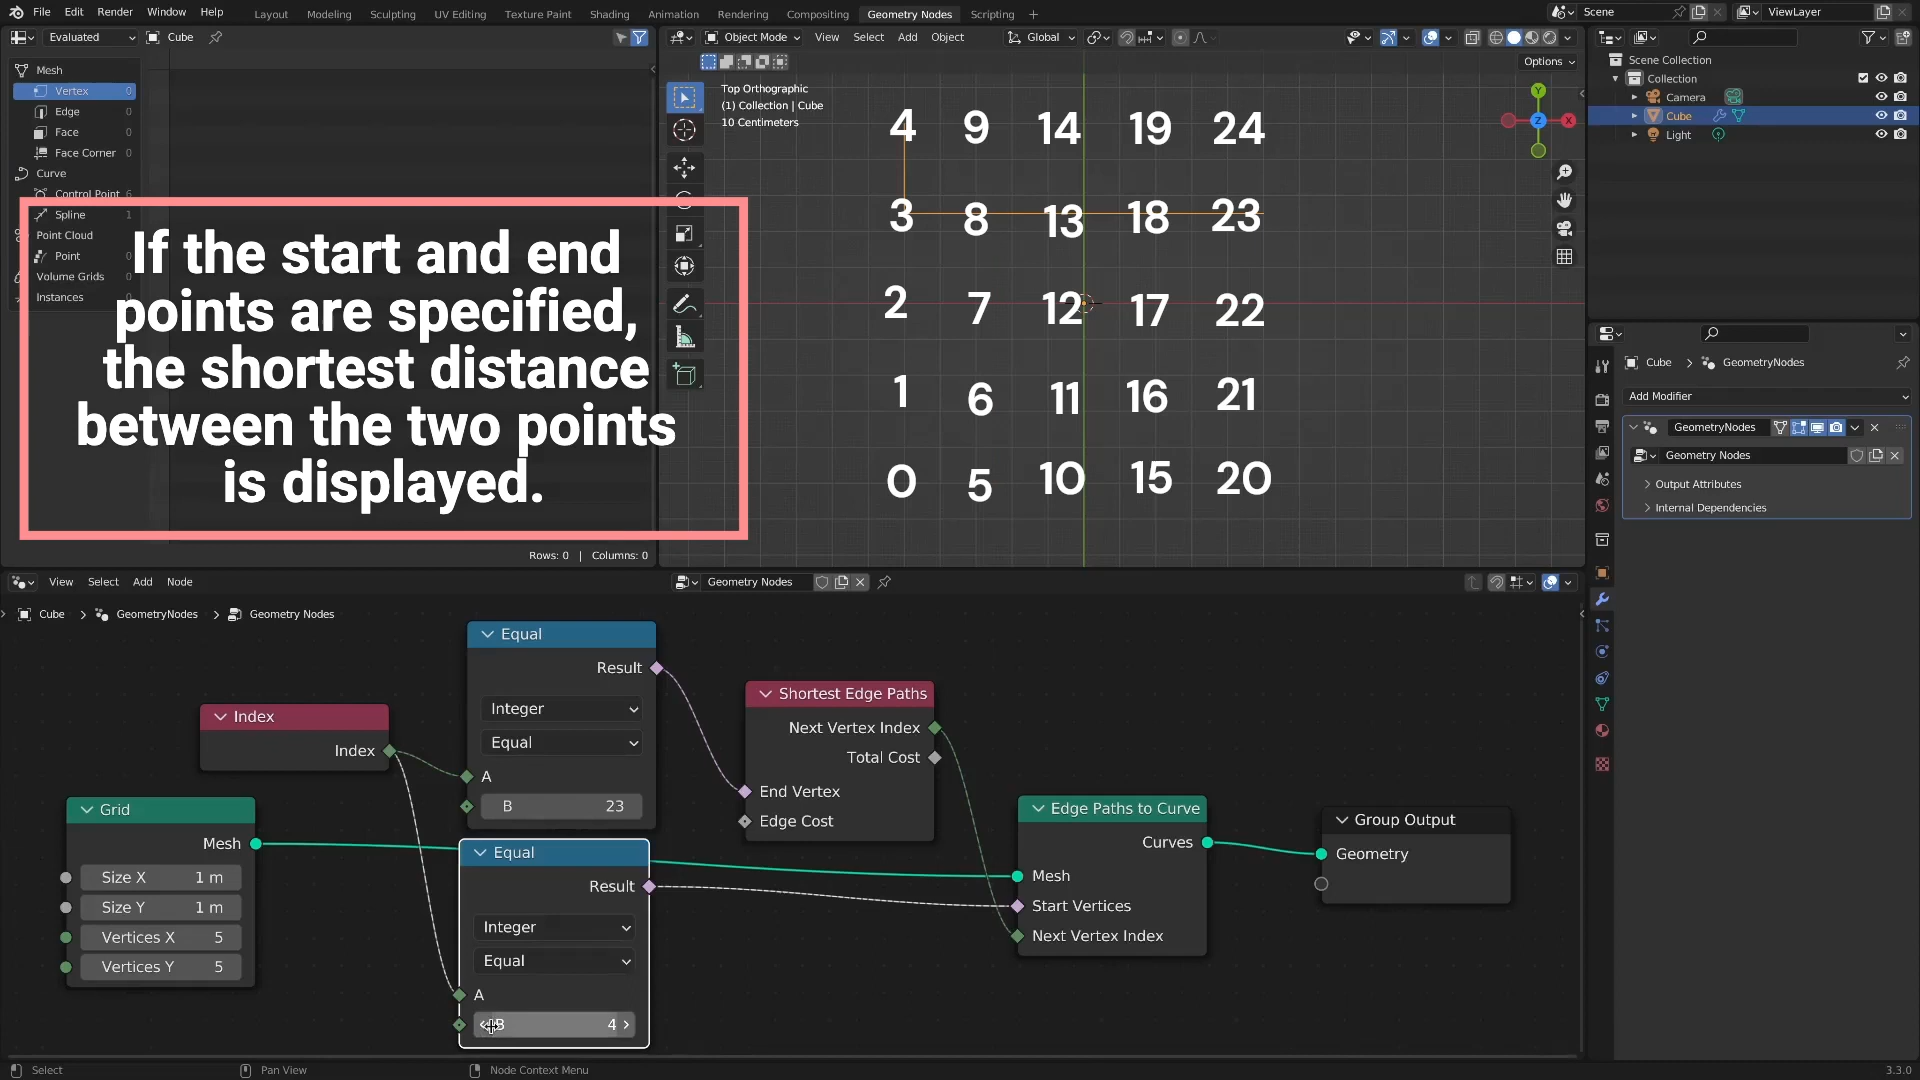 File Edit Render Window Help
Layout Modeling Sculpting UV Editing Texture Paint Shading Animation Rendering Compositing Geometry Nodes Scripting +
Scene
ViewLayer
Evaluated
Cube
Object Mode View Select Add Object
Global
Options
Mesh
Vertex 0
Edge 0
Face 0
Face Corner 0
Curve
Control Point 6
Spline 1
Point Cloud
Point 0
Volume Grids 0
Instances 0
If the start and end
points are specified,
the shortest distance
between the two points
is displayed.
Rows: 0 | Columns: 0
Top Orthographic
(1) Collection | Cube
10 Centimeters
4 9 14 19 24
3 8 13 18 23
2 7 12 17 22
1 6 11 16 21
0 5 10 15 20
Y
Z
X
Scene Collection
Collection
Camera
Cube
Light
Cube > GeometryNodes
Add Modifier
GeometryNodes
Geometry Nodes
Output Attributes
Internal Dependencies
View Select Add Node
Geometry Nodes
Cube > GeometryNodes > Geometry Nodes
Equal
Result
Integer
Equal
A
B 23
Index
Index
Grid
Mesh
Size X 1 m
Size Y 1 m
Vertices X 5
Vertices Y 5
Equal
Result
Integer
Equal
A
B 4
Shortest Edge Paths
Next Vertex Index
Total Cost
End Vertex
Edge Cost
Edge Paths to Curve
Curves
Mesh
Start Vertices
Next Vertex Index
Group Output
Geometry
Select
Pan View
Node Context Menu
3.3.0